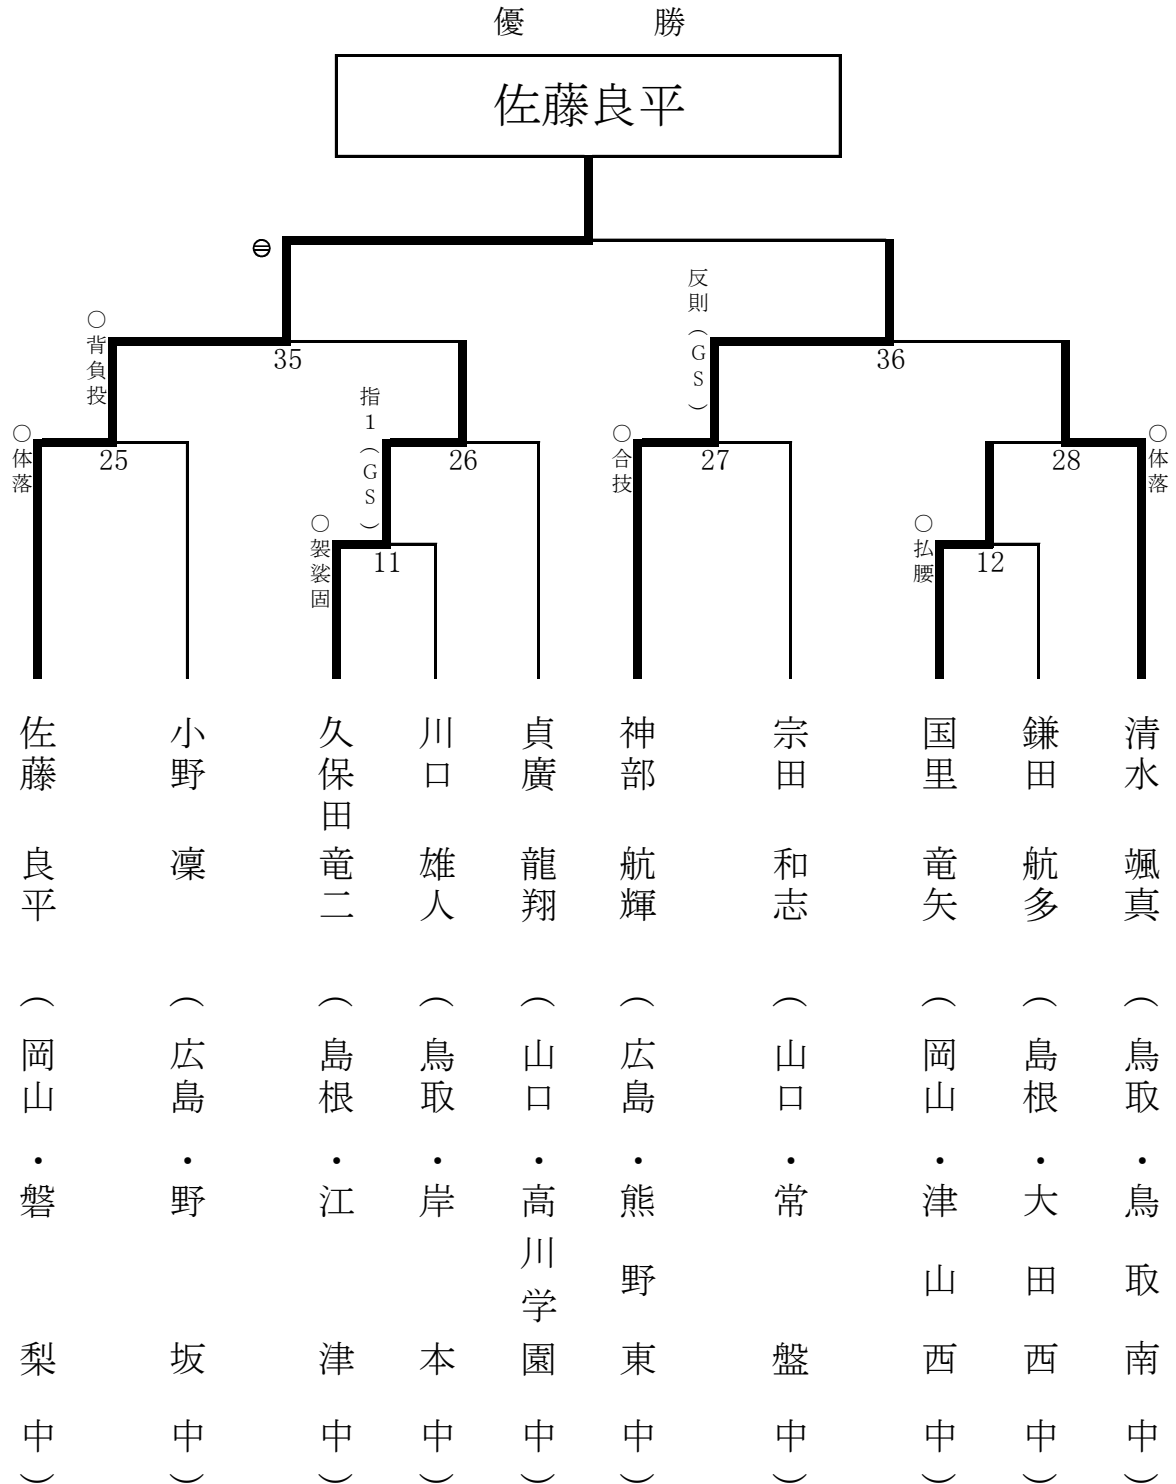 優 勝
佐藤良平
⊖
反則（GS）
○背負投
35
36
指1（GS）
○体落
25
26
○合技
27
28
○体落
○袈裟固
11
○払腰
12
佐藤 良平 （岡山・磐梨中）
小野 凜 （広島・野坂中）
久保田竜二 （島根・江津中）
川口 雄人 （鳥取・岸本中）
貞廣 龍翔 （山口・高川学園中）
神部 航輝 （広島・熊野東中）
宗田 和志 （山口・常盤中）
国里 竜矢 （岡山・津山西中）
鎌田 航多 （島根・大田西中）
清水 颯真 （鳥取・鳥取南中）